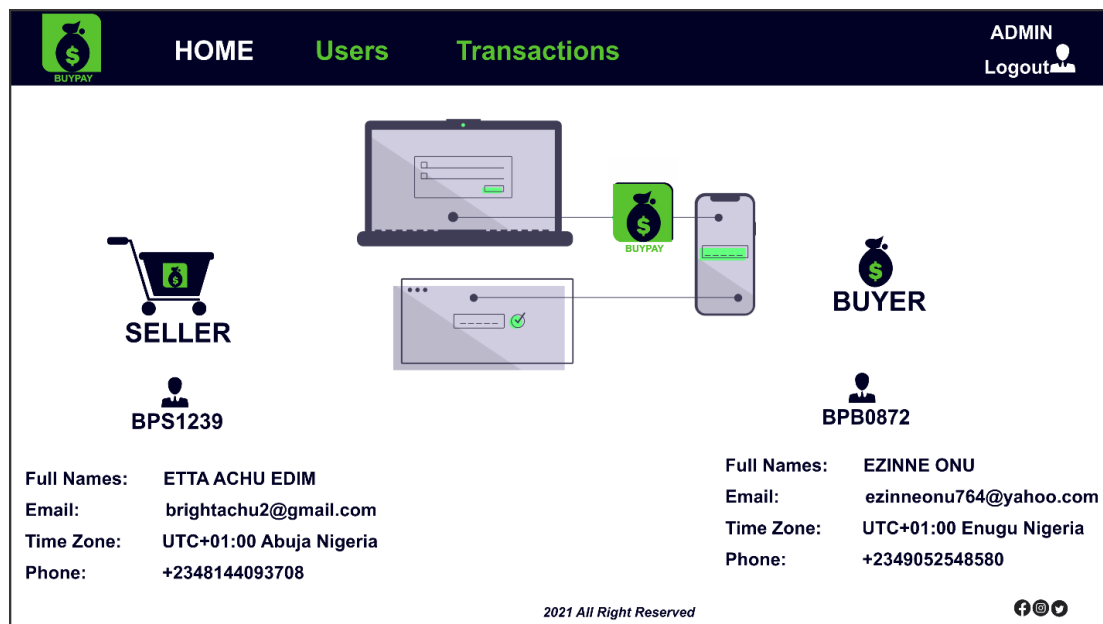 BUYPAY
HOME Users Transactions
ADMIN
Logout
$
$
BUYPAY
$
SELLER
$
BUYER
BPS1239
BPB0872
Full Names: ETTA ACHU EDIM
Email: brightachu2@gmail.com
Time Zone: UTC+01:00 Abuja Nigeria
Phone: +2348144093708
Full Names: EZINNE ONU
Email: ezinneonu764@yahoo.com
Time Zone: UTC+01:00 Enugu Nigeria
Phone: +2349052548580
2021 All Right Reserved